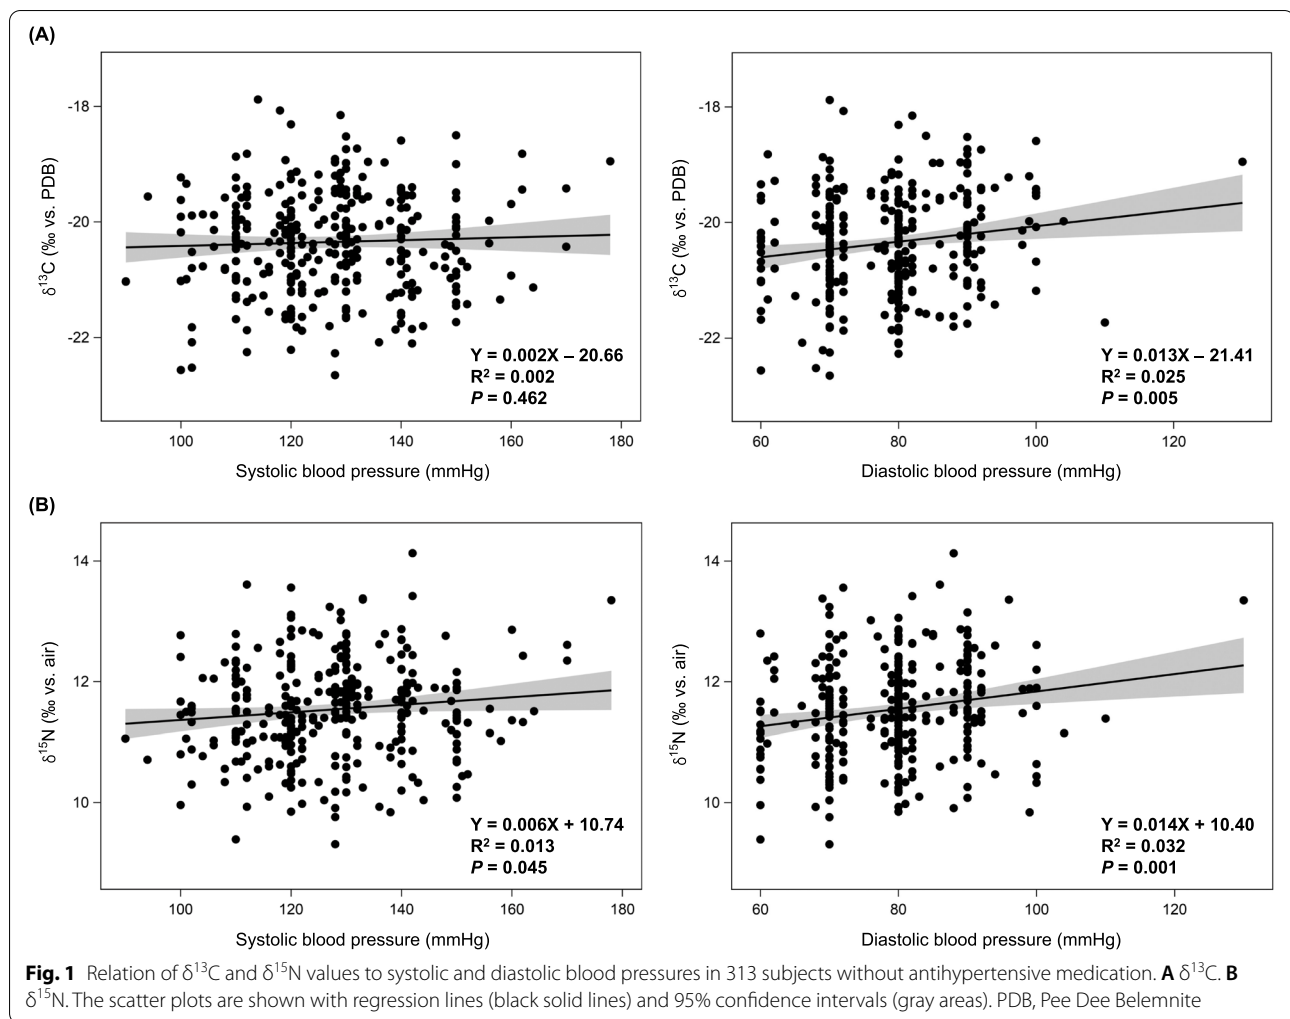 (A)
-18
-20
-22
δ13C (‰ vs. PDB)
Y = 0.002X – 20.66
R2 = 0.002
P = 0.462
100 120 140 160 180
Systolic blood pressure (mmHg)
-18
-20
-22
δ13C (‰ vs. PDB)
Y = 0.013X – 21.41
R2 = 0.025
P = 0.005
60 80 100 120
Diastolic blood pressure (mmHg)
(B)
14
12
10
δ15N (‰ vs. air)
Y = 0.006X + 10.74
R2 = 0.013
P = 0.045
100 120 140 160 180
Systolic blood pressure (mmHg)
14
12
10
δ15N (‰ vs. air)
Y = 0.014X + 10.40
R2 = 0.032
P = 0.001
60 80 100 120
Diastolic blood pressure (mmHg)
Fig. 1 Relation of δ13C and δ15N values to systolic and diastolic blood pressures in 313 subjects without antihypertensive medication. A δ13C. B
δ15N. The scatter plots are shown with regression lines (black solid lines) and 95% confidence intervals (gray areas). PDB, Pee Dee Belemnite